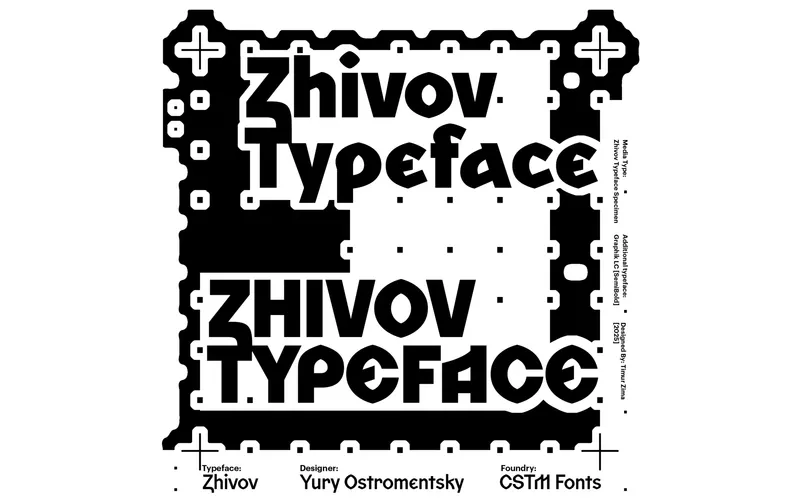 Zhivov
Typeface
ZHIVOV
TYPEFACE
Media Type:
Zhivov Typeface Specimen
Additional typeface:
Graphik LC [SemiBold]
Designed By: Timur Zima
[2025]
Typeface:
Zhivov
Designer:
Yury Ostromentsky
Foundry:
CSTM Fonts